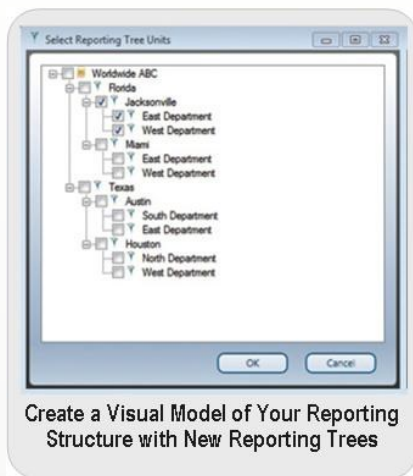 Select Reporting Tree Units
Worldwide ABC
Florida
Jacksonville
East Department
West Department
Miami
East Department
West Department
Texas
Austin
South Department
East Department
Houston
North Department
West Department
OK Cancel
Create a Visual Model of Your Reporting
Structure with New Reporting Trees